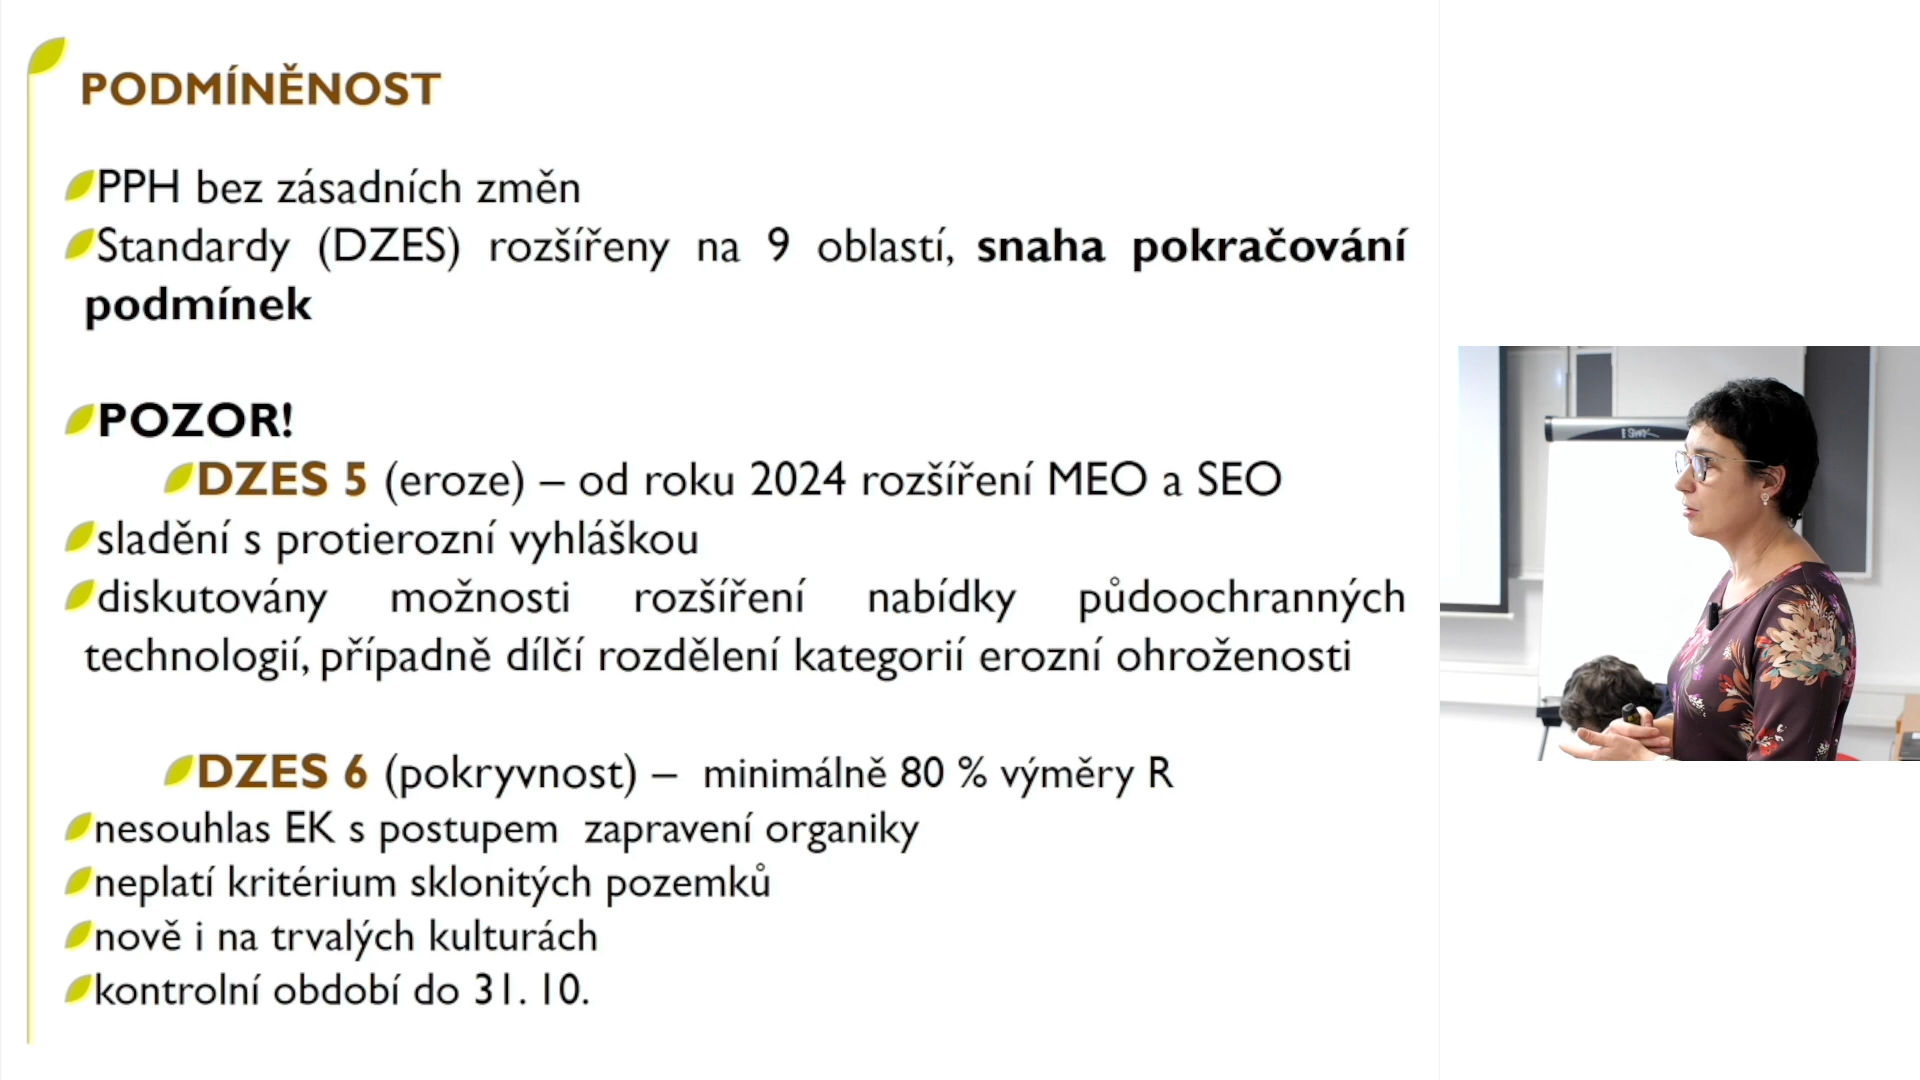 PODMÍNĚNOST
PPH bez zásadních změn
Standardy (DZES) rozšířeny na 9 oblastí, snaha pokračování
podmínek
POZOR!
DZES 5 (eroze) – od roku 2024 rozšíření MEO a SEO
sladění s protierozní vyhláškou
diskutovány možnosti rozšíření nabídky půdoochranných
technologií, případně dílčí rozdělení kategorií erozní ohroženosti
DZES 6 (pokryvnost) – minimálně 80 % výměry R
nesouhlas EK s postupem zapravení organiky
neplatí kritérium sklonitých pozemků
nově i na trvalých kulturách
kontrolní období do 31. 10.